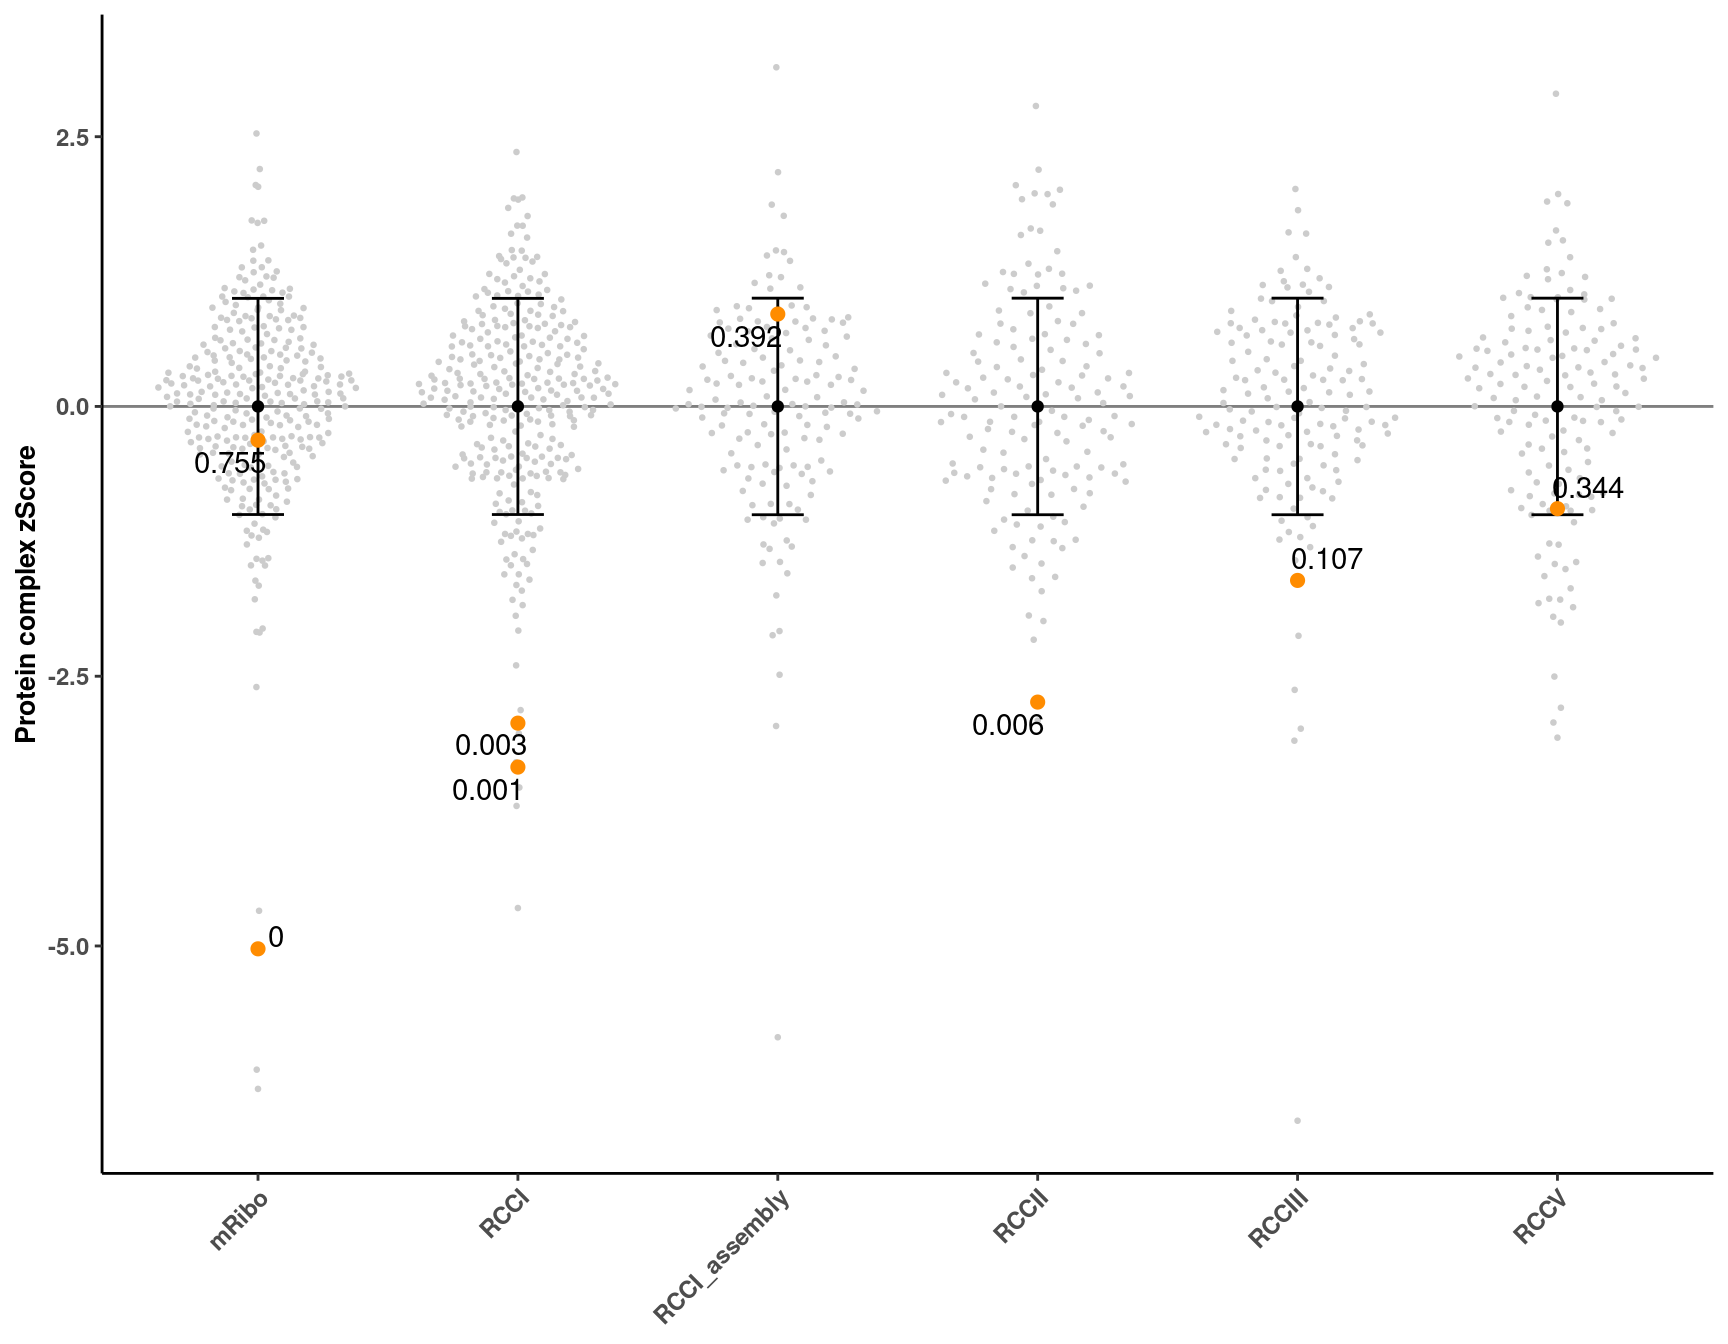 Protein complex zScore
2.5
0.0
-2.5
-5.0
0.755
0
0.003
0.001
0.392
0.006
0.107
0.344
mRibo
RCCI
RCCI_assembly
RCCII
RCCIII
RCCV